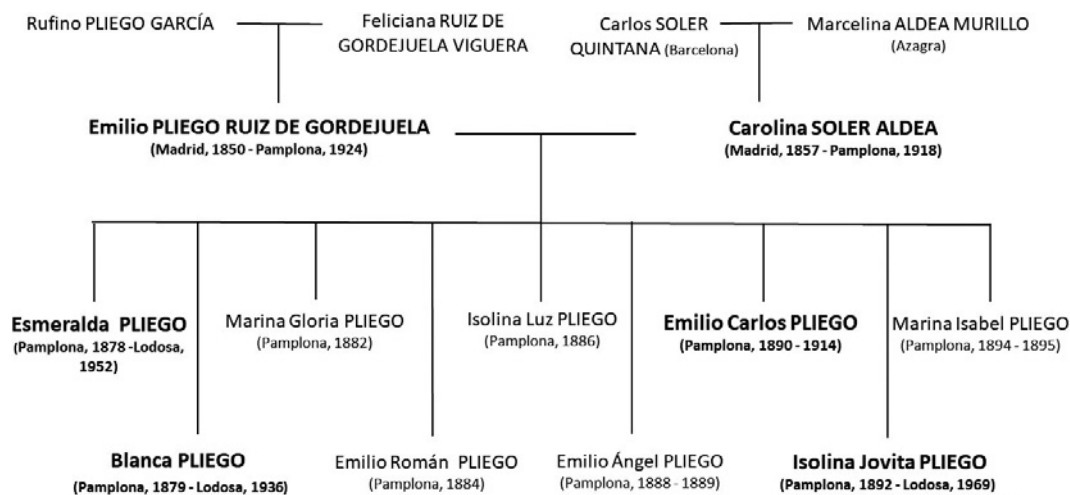 Rufino PLIEGO GARCÍA
Feliciana RUIZ DE
GORDEJUELA VIGUERA
Carlos SOLER
QUINTANA (Barcelona)
Marcelina ALDEA MURILLO
(Azagra)
Emilio PLIEGO RUIZ DE GORDEJUELA
(Madrid, 1850 - Pamplona, 1924)
Carolina SOLER ALDEA
(Madrid, 1857 - Pamplona, 1918)
Esmeralda PLIEGO
(Pamplona, 1878 -Lodosa,
1952)
Marina Gloria PLIEGO
(Pamplona, 1882)
Isolina Luz PLIEGO
(Pamplona, 1886)
Emilio Carlos PLIEGO
(Pamplona, 1890 - 1914)
Marina Isabel PLIEGO
(Pamplona, 1894 - 1895)
Blanca PLIEGO
(Pamplona, 1879 - Lodosa, 1936)
Emilio Román PLIEGO
(Pamplona, 1884)
Emilio Ángel PLIEGO
(Pamplona, 1888 - 1889)
Isolina Jovita PLIEGO
(Pamplona, 1892 - Lodosa, 1969)